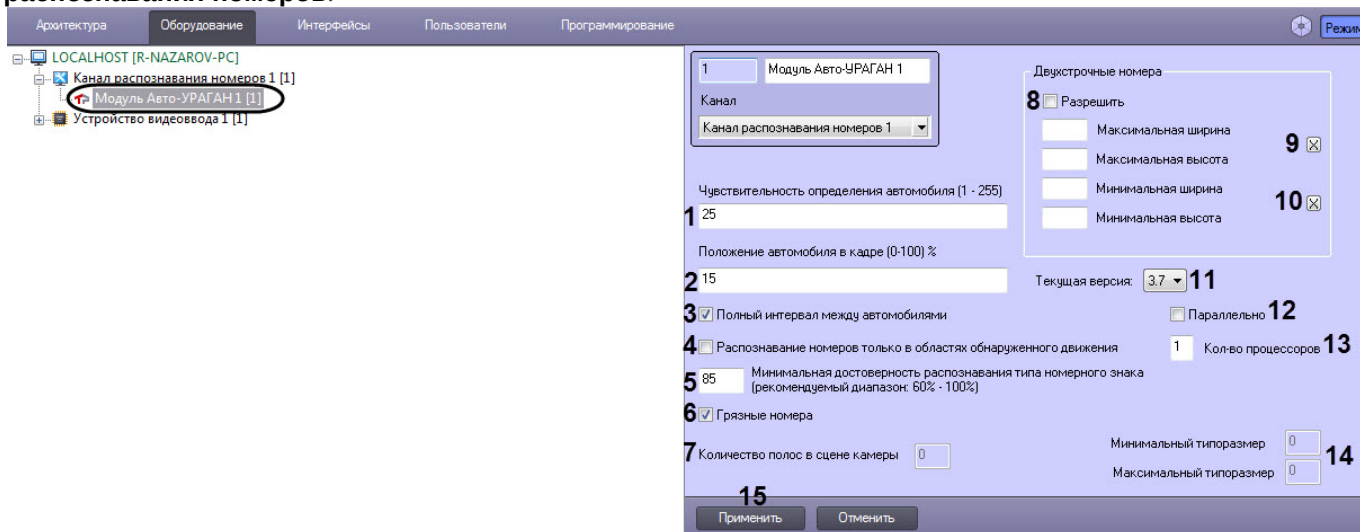 распознавания номеров.
Архитектура Оборудование Интерфейсы Пользователи Программирование Режим
LOCALHOST [R-NAZAROV-PC]
Канал распознавания номеров 1 [1]
Модуль Авто-УРАГАН 1 [1]
Устройство видеоввода 1 [1]
1 Модуль Авто-УРАГАН 1
Канал
Канал распознавания номеров 1
Чувствительность определения автомобиля (1 - 255)
1 25
Положение автомобиля в кадре (0-100) %
2 15
3 Полный интервал между автомобилями
4 Распознавание номеров только в областях обнаруженного движения
5 85 Минимальная достоверность распознавания типа номерного знака
(рекомендуемый диапазон: 60% - 100%)
6 Грязные номера
7 Количество полос в сцене камеры 0
Двухстрочные номера
8 Разрешить
Максимальная ширина
9
Максимальная высота
Минимальная ширина
10
Минимальная высота
Текущая версия: 3.7 11
Параллельно 12
1 Кол-во процессоров 13
Минимальный типоразмер 0
14
Максимальный типоразмер 0
15
Применить Отменить